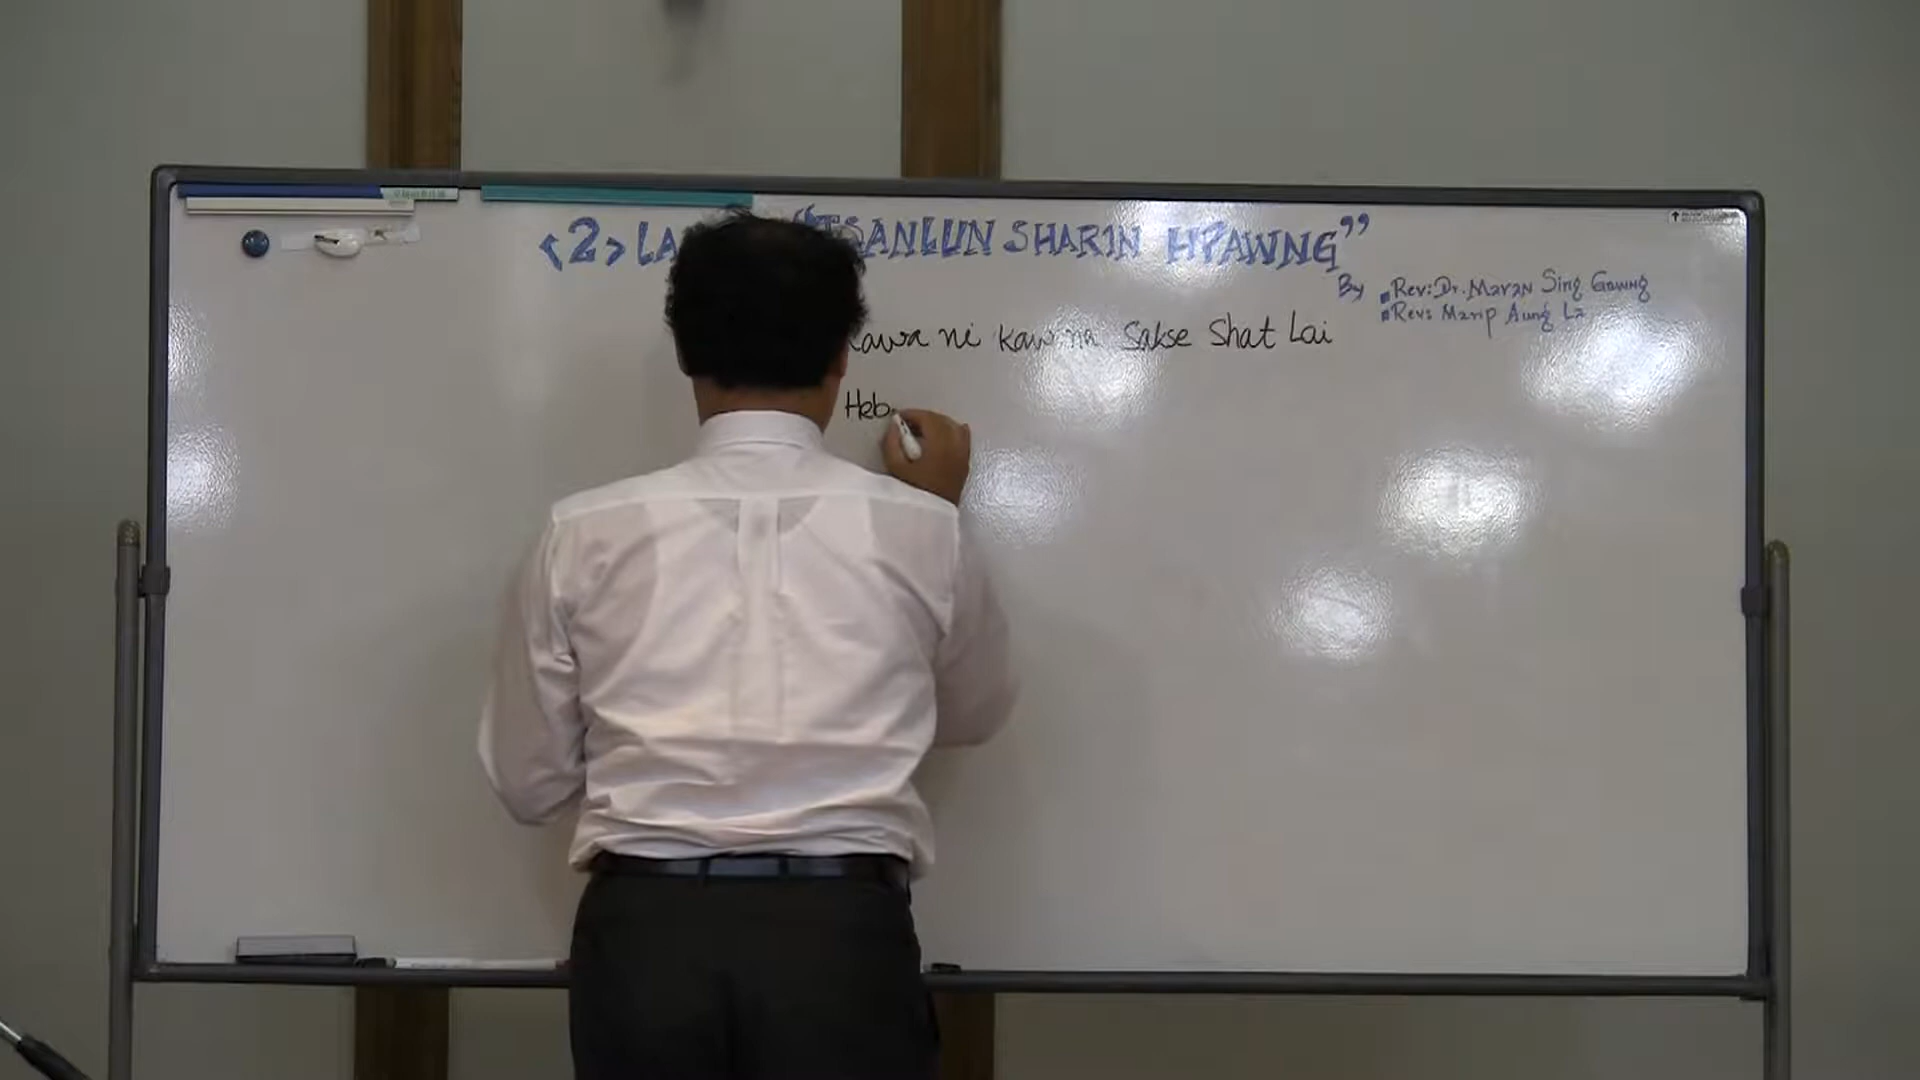 <2> LA "TSANLUN SHARIN HPAWNG"
By
Rev: Dr. Maran Sing Gawng
Rev: Marip Aung La
kawa ni kaw na Sakse Shat Lai
Heb